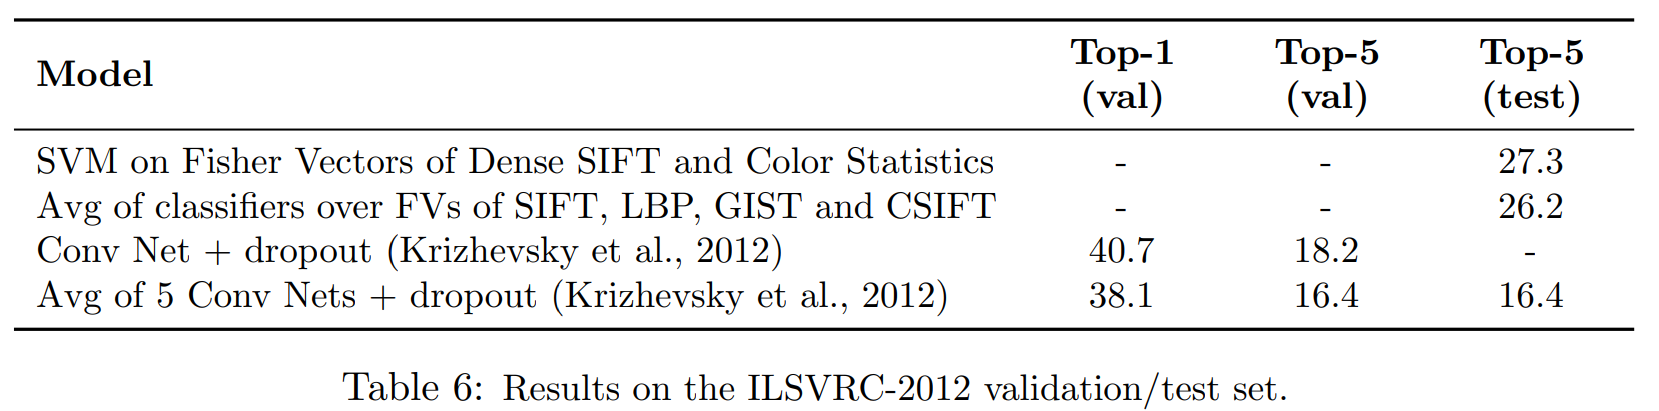 Model Top-1 (val) Top-5 (val) Top-5 (test)
SVM on Fisher Vectors of Dense SIFT and Color Statistics - - 27.3
Avg of classifiers over FVs of SIFT, LBP, GIST and CSIFT - - 26.2
Conv Net + dropout (Krizhevsky et al., 2012) 40.7 18.2 -
Avg of 5 Conv Nets + dropout (Krizhevsky et al., 2012) 38.1 16.4 16.4
Table 6: Results on the ILSVRC-2012 validation/test set.